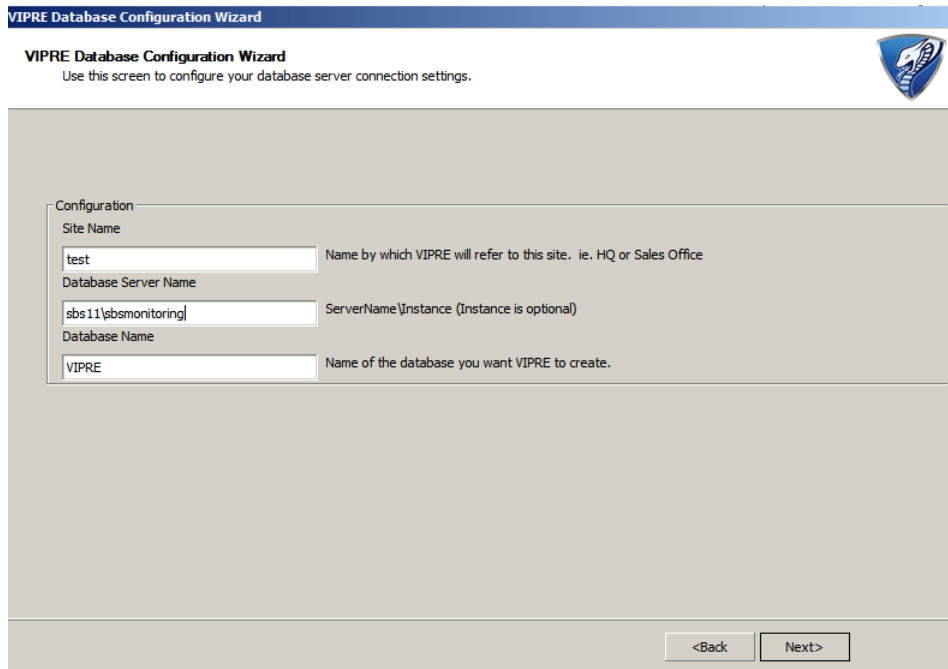 VIPRE Database Configuration Wizard
VIPRE Database Configuration Wizard
Use this screen to configure your database server connection settings.
Configuration
Site Name
test Name by which VIPRE will refer to this site. ie. HQ or Sales Office
Database Server Name
sbs11\sbsmonitoring ServerName\Instance (Instance is optional)
Database Name
VIPRE Name of the database you want VIPRE to create.
<Back Next>